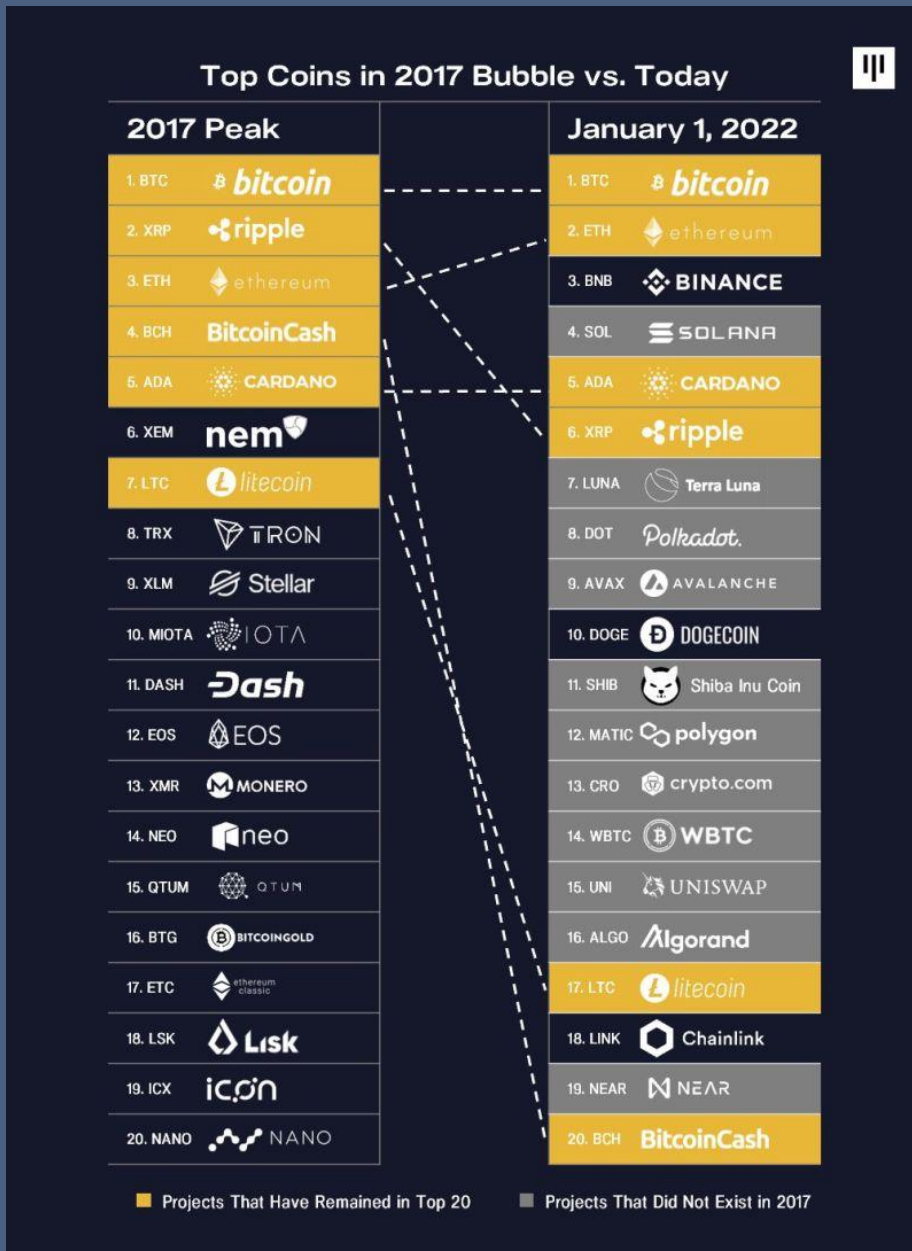 Top Coins in 2017 Bubble vs. Today
2017 Peak
1. BTC bitcoin
2. XRP ripple
3. ETH ethereum
4. BCH BitcoinCash
5. ADA CARDANO
6. XEM nem
7. LTC litecoin
8. TRX TRON
9. XLM Stellar
10. MIOTA IOTA
11. DASH Dash
12. EOS EOS
13. XMR MONERO
14. NEO neo
15. QTUM QTUM
16. BTG BITCOINGOLD
17. ETC ethereum classic
18. LSK Lisk
19. ICX icon
20. NANO NANO
January 1, 2022
1. BTC bitcoin
2. ETH ethereum
3. BNB BINANCE
4. SOL SOLANA
5. ADA CARDANO
6. XRP ripple
7. LUNA Terra Luna
8. DOT Polkadot.
9. AVAX AVALANCHE
10. DOGE DOGECOIN
11. SHIB Shiba Inu Coin
12. MATIC polygon
13. CRO crypto.com
14. WBTC WBTC
15. UNI UNISWAP
16. ALGO Algorand
17. LTC litecoin
18. LINK Chainlink
19. NEAR NEAR
20. BCH BitcoinCash
Projects That Have Remained in Top 20
Projects That Did Not Exist in 2017